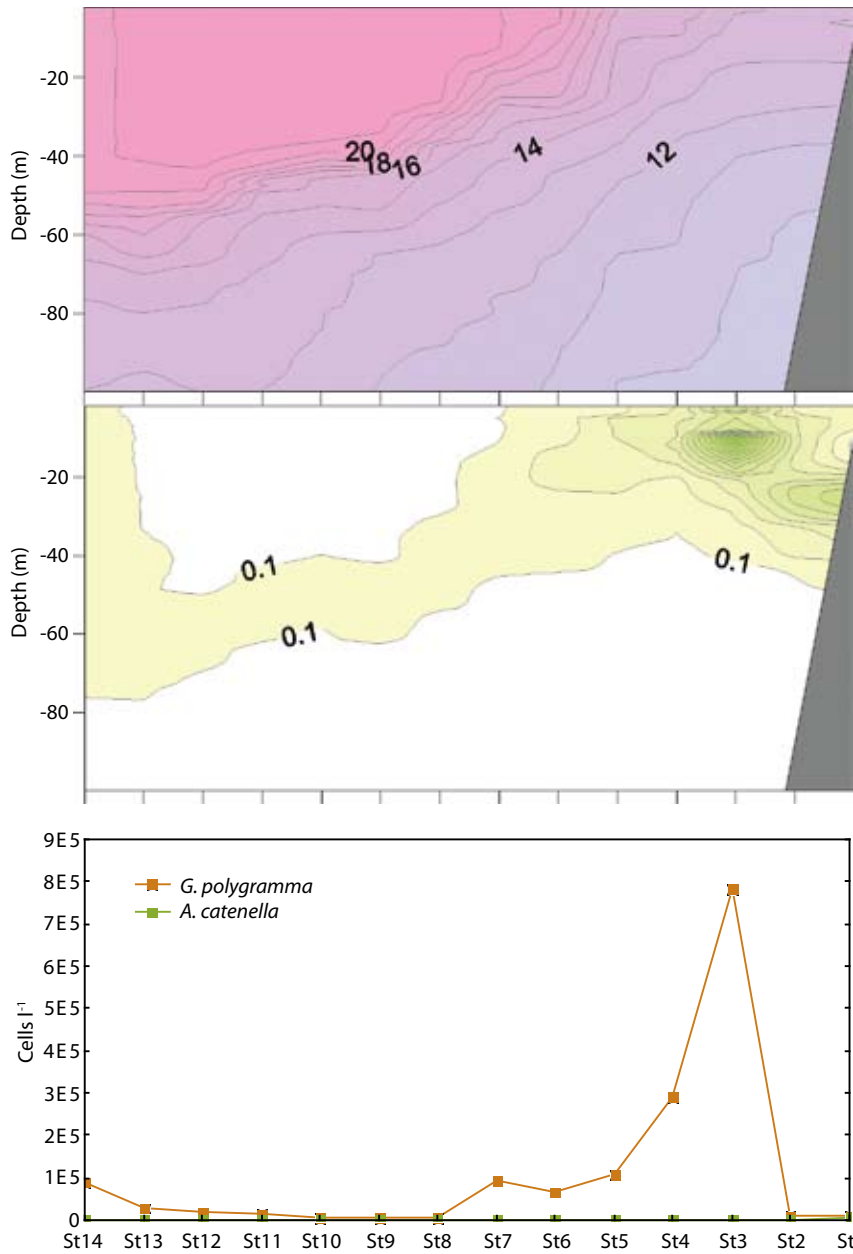 Depth (m)
-20
-40
-60
-80
20
18
16
14
12
Depth (m)
-20
-40
-60
-80
0.1
0.1
0.1
Cells l⁻¹
9E5
8E5
7E5
6E5
5E5
4E5
3E5
2E5
1E5
0
G. polygramma
A. catenella
St14 St13 St12 St11 St10 St9 St8 St7 St6 St5 St4 St3 St2 St